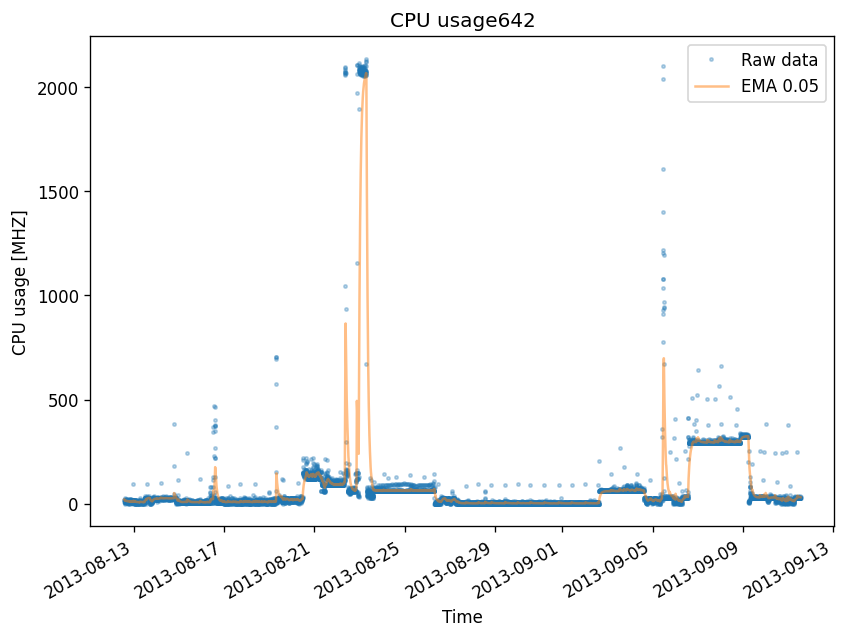 CPU usage642
Raw data
EMA 0.05
CPU usage [MHZ]
2000
1500
1000
500
0
2013-08-13
2013-08-17
2013-08-21
2013-08-25
2013-08-29
2013-09-01
2013-09-05
2013-09-09
2013-09-13
Time